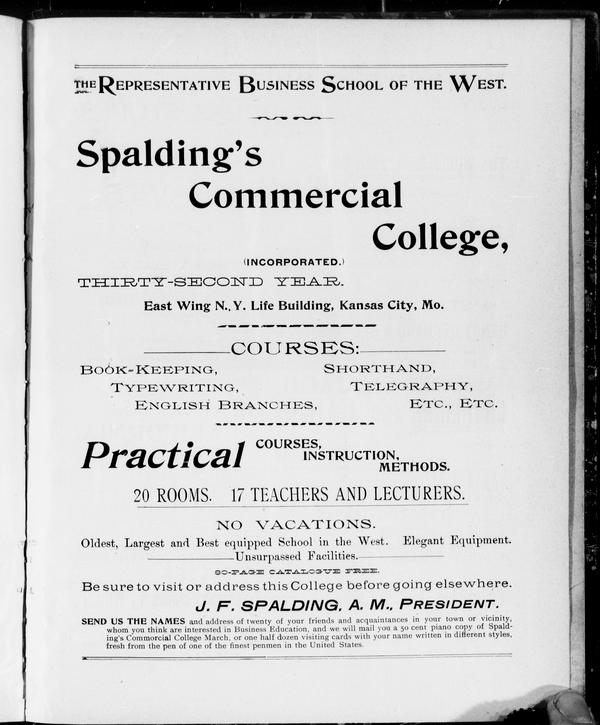 THE REPRESENTATIVE BUSINESS SCHOOL OF THE WEST.
Spalding's
Commercial
College,
(INCORPORATED.)
THIRTY-SECOND YEAR.
East Wing N. Y. Life Building, Kansas City, Mo.
COURSES:
BOOK-KEEPING, SHORTHAND,
TYPEWRITING, TELEGRAPHY,
ENGLISH BRANCHES, ETC., ETC.
Practical COURSES,
INSTRUCTION,
METHODS.
20 ROOMS. 17 TEACHERS AND LECTURERS.
NO VACATIONS.
Oldest, Largest and Best equipped School in the West. Elegant Equipment.
Unsurpassed Facilities.
80-PAGE CATALOGUE FREE.
Be sure to visit or address this College before going elsewhere.
J. F. SPALDING, A. M., PRESIDENT.
SEND US THE NAMES and address of twenty of your friends and acquaintances in your town or vicinity,
whom you think are interested in Business Education, and we will mail you a 50 cent piano copy of Spald-
ing's Commercial College March, or one half dozen visiting cards with your name written in different styles,
fresh from the pen of one of the finest penmen in the United States.